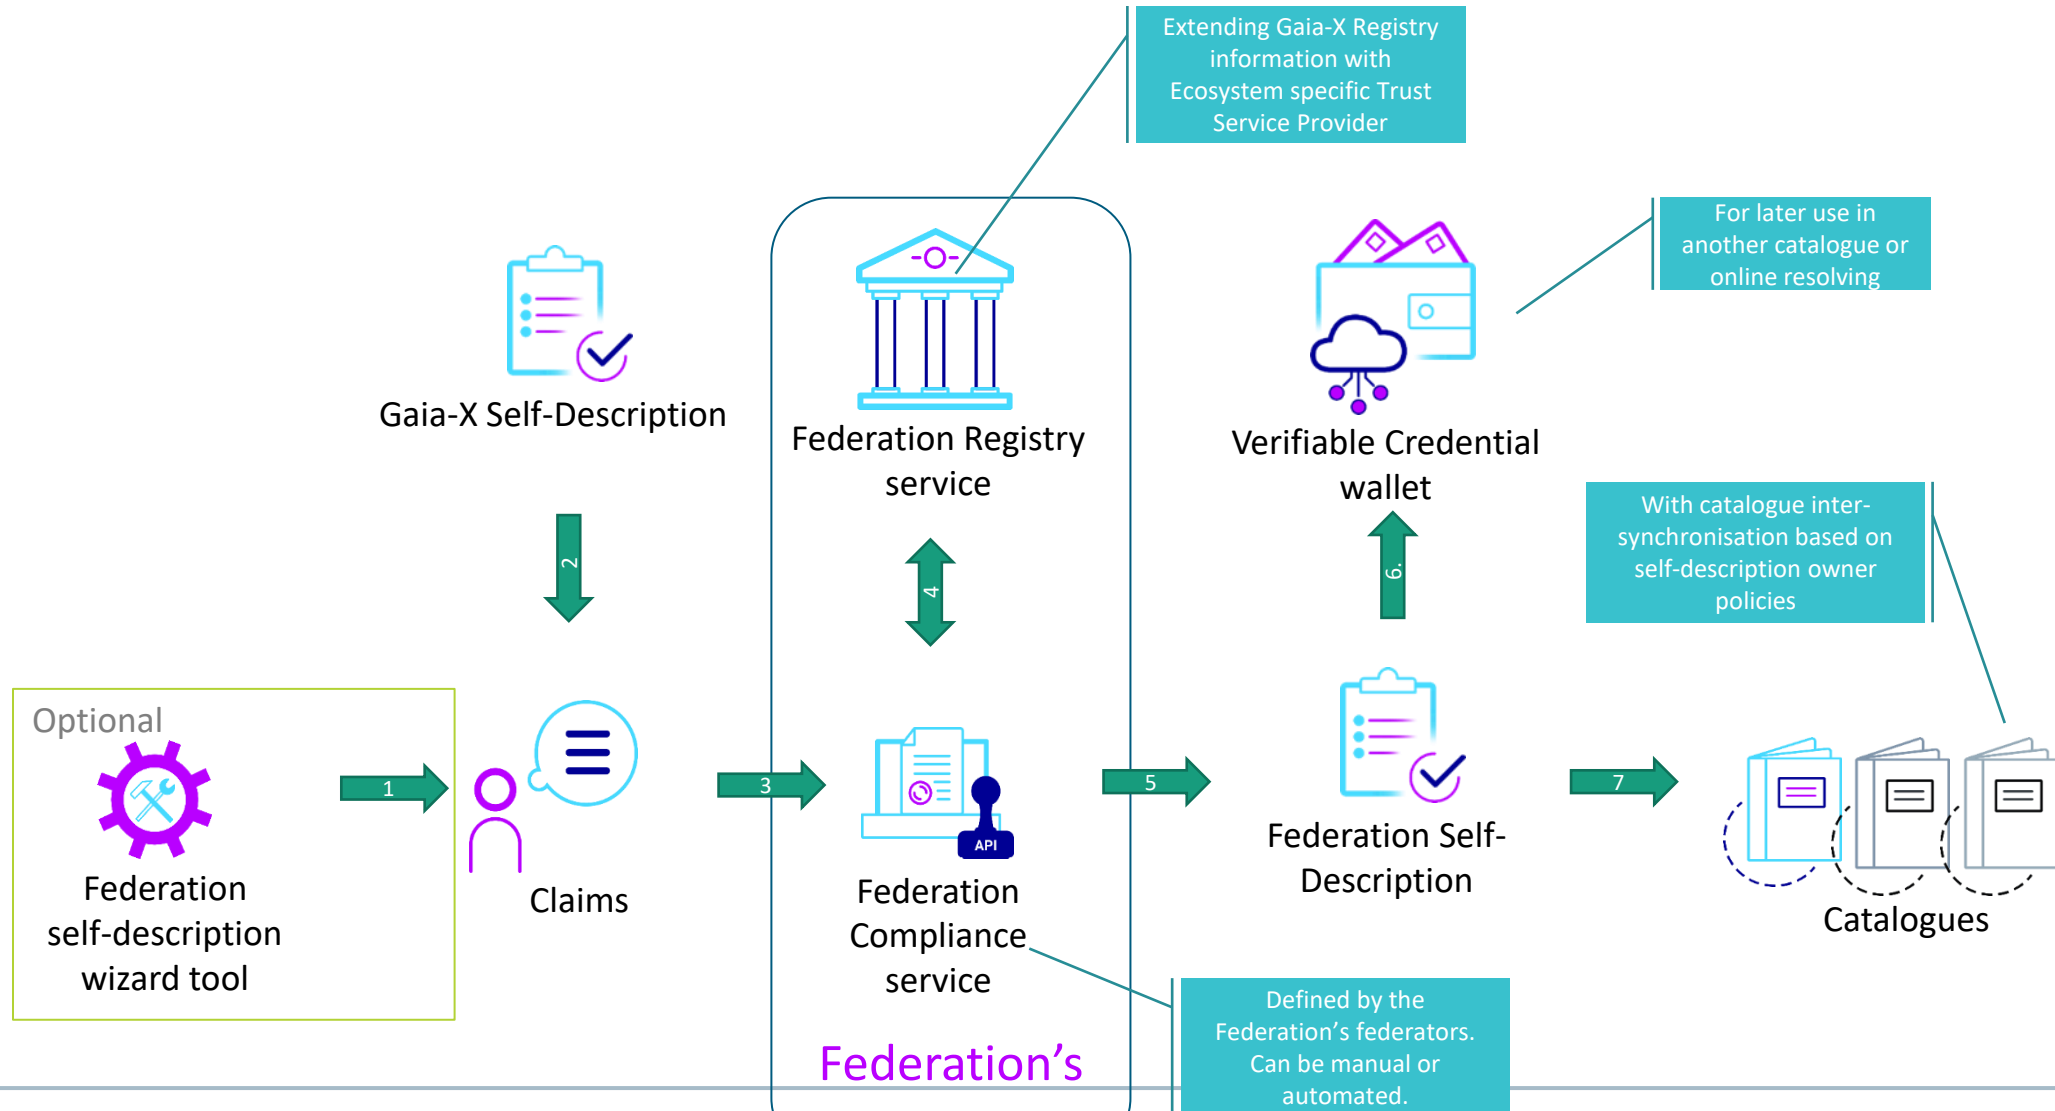 Extending Gaia-X Registry
information with
Ecosystem specific Trust
Service Provider
For later use in
another catalogue or
online resolving
Gaia-X Self-Description
Federation Registry
service
Verifiable Credential
wallet
With catalogue inter-
synchronisation based on
self-description owner
policies
2
4
6.
Optional
1
3
5
7
API
Federation
self-description
wizard tool
Claims
Federation
Compliance
service
Federation Self-
Description
Catalogues
Defined by the
Federation’s federators.
Can be manual or
automated.
Federation’s